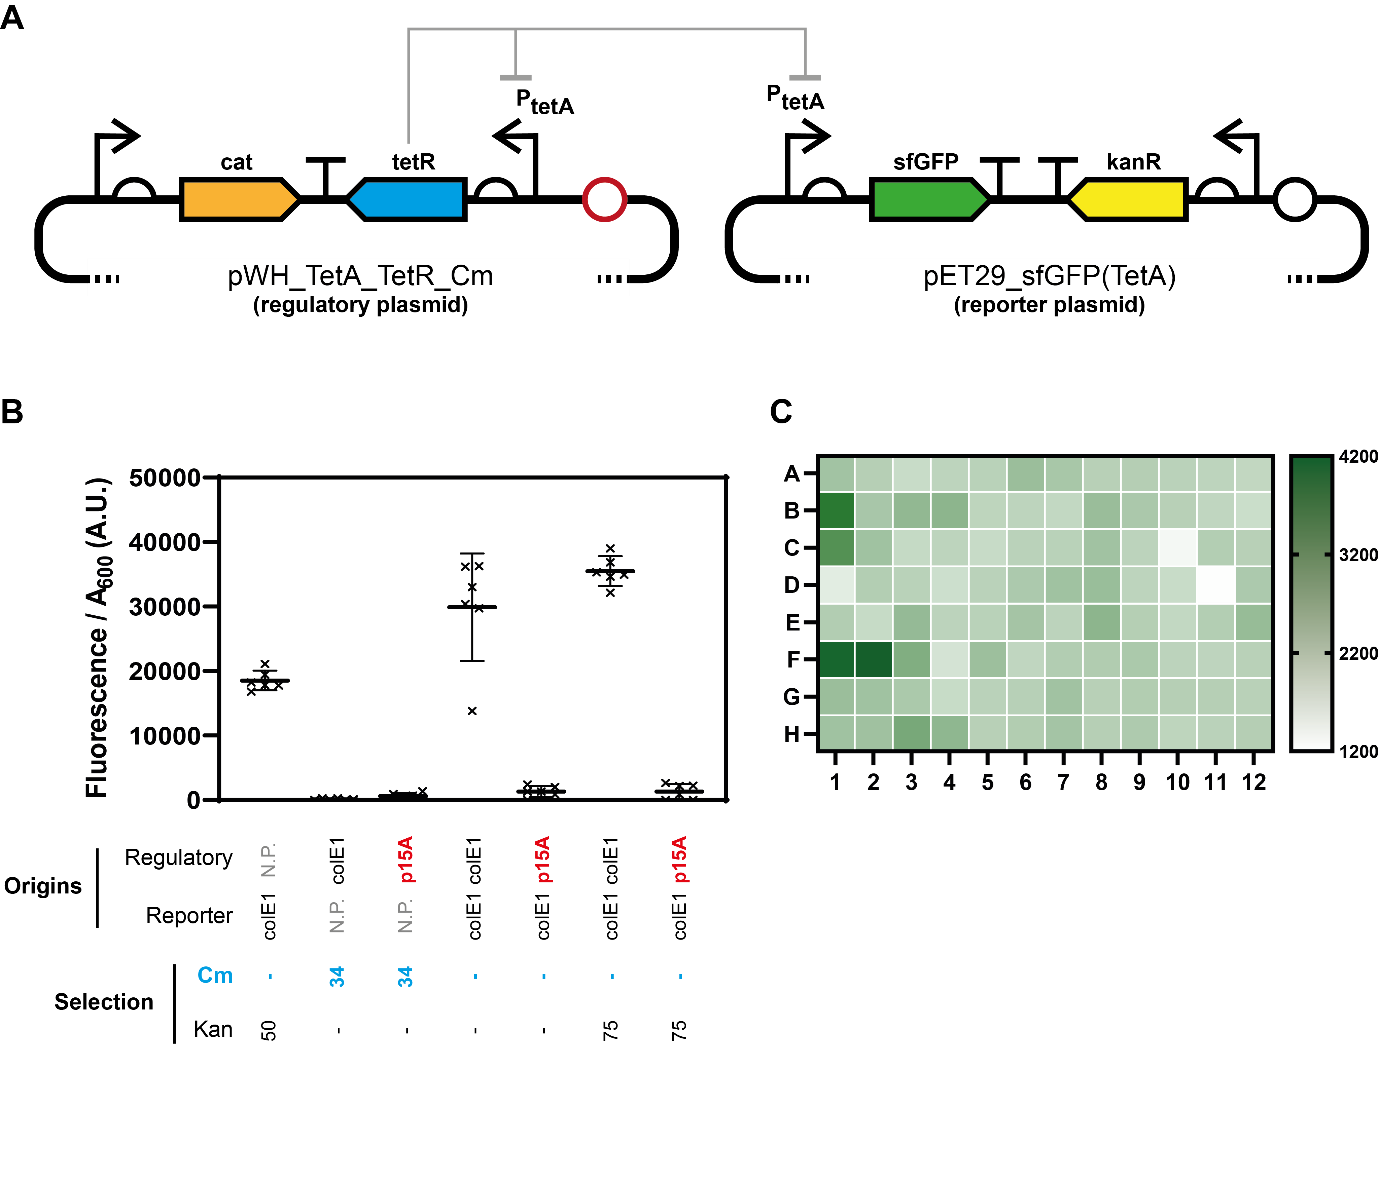 A
PtetA
PtetA
cat
tetR
sfGFP
kanR
pWH_TetA_TetR_Cm
(regulatory plasmid)
pET29_sfGFP(TetA)
(reporter plasmid)
B
Fluorescence / A600 (A.U.)
50000
40000
30000
20000
10000
0
Origins
Regulatory
N.P.
colE1
p15A
colE1
p15A
colE1
p15A
Reporter
colE1
N.P.
N.P.
colE1
colE1
colE1
colE1
Selection
Cm
-
34
34
-
-
-
-
Kan
50
-
-
-
-
75
75
C
A
B
C
D
E
F
G
H
1 2 3 4 5 6 7 8 9 10 11 12
4200
3200
2200
1200